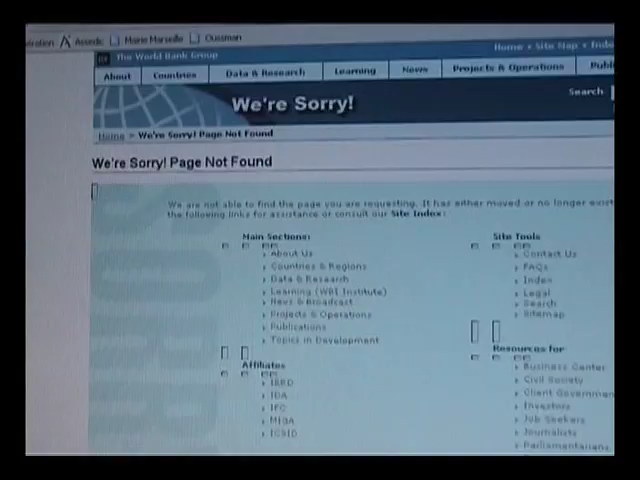 Assedic Mairie Marseille Oussman
The World Bank Group Home • Site Map •
About Countries Data & Research Learning News Projects & Operations
We're Sorry! Search
Home > We're Sorry! Page Not Found
We're Sorry! Page Not Found
We are not able to find the page you are requesting. It has either moved or no longer
the following links for assistance or consult our Site Index:
Main Sections:
About Us
Countries & Regions
Data & Research
Learning (WBI Institute)
News & Broadcast
Projects & Operations
Publications
Topics in Development
Affiliates
IBRD
IDA
IFC
MIGA
ICSID
Site Tools
Contact Us
FAQs
Index
Legal
Search
Sitemap
Resources for
Business Center
Civil Society
Client
Investors
Job Seekers
Journalists
Parliamentarians